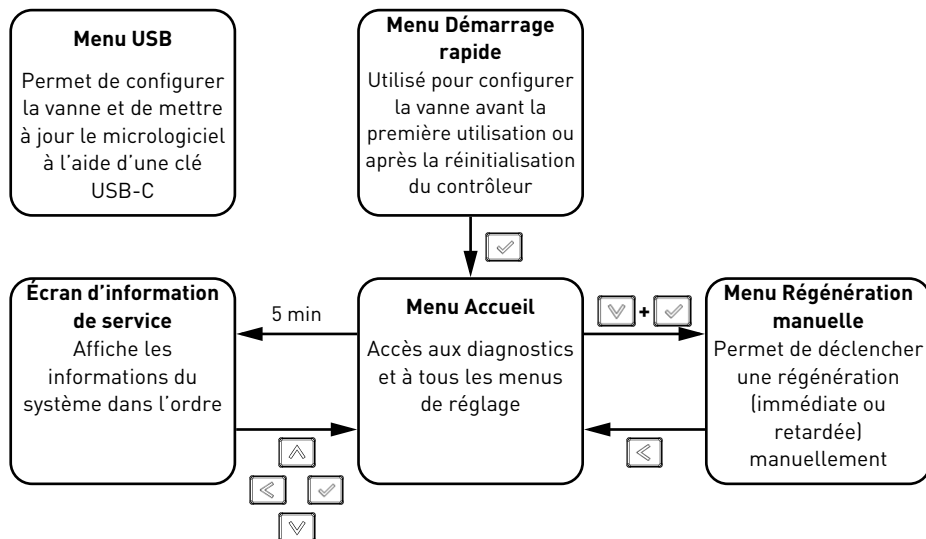 Menu USB
Permet de configurer
la vanne et de mettre
à jour le micrologiciel
à l’aide d’une clé
USB-C
Menu Démarrage
rapide
Utilisé pour configurer
la vanne avant la
première utilisation ou
après la réinitialisation
du contrôleur
Écran d’information
de service
Affiche les
informations du
système dans l’ordre
5 min
Menu Accueil
Accès aux diagnostics
et à tous les menus
de réglage
+
Menu Régénération
manuelle
Permet de déclencher
une régénération
(immédiate ou
retardée)
manuellement